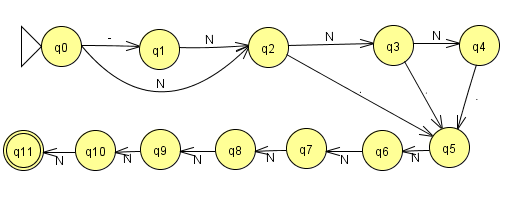 q0 - q1 N q2 N q3 N q4
N
. . .
q11 N q10 N q9 N q8 N q7 N q6 N q5